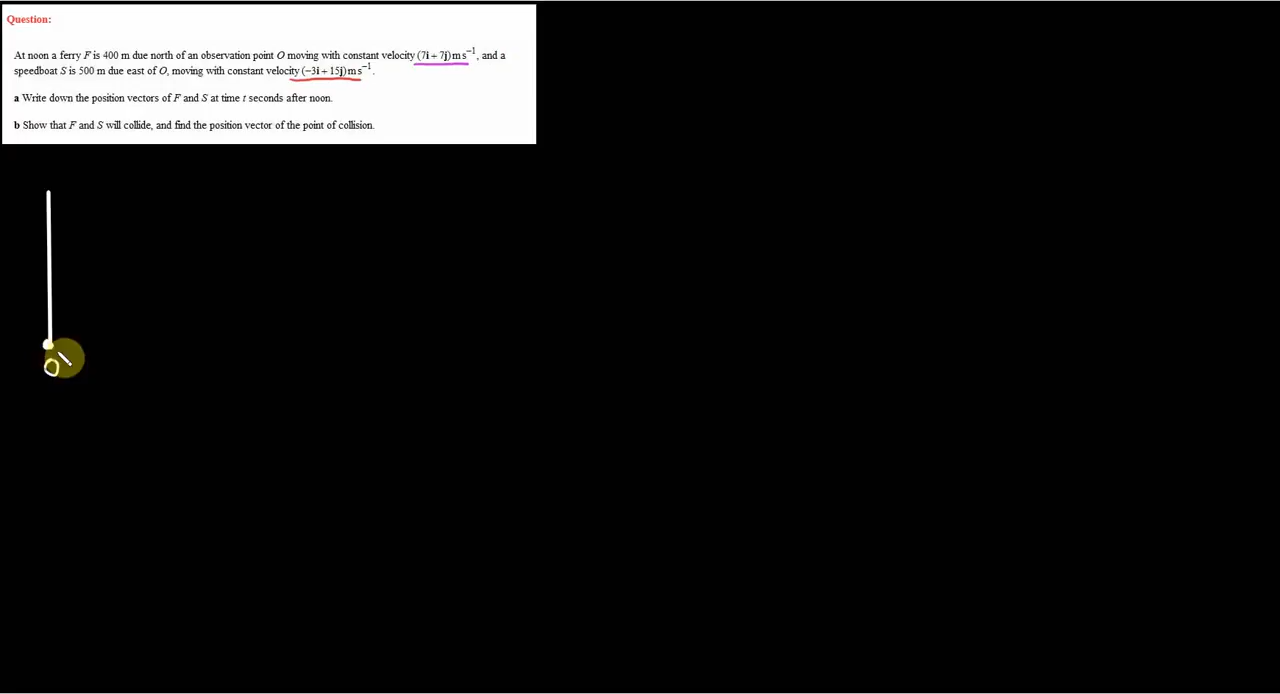 Question:
At noon a ferry F is 400 m due north of an observation point O moving with constant velocity (7i + 7j) m s⁻¹, and a
speedboat S is 500 m due east of O, moving with constant velocity (−3i + 15j) m s⁻¹.
a Write down the position vectors of F and S at time t seconds after noon.
b Show that F and S will collide, and find the position vector of the point of collision.
O